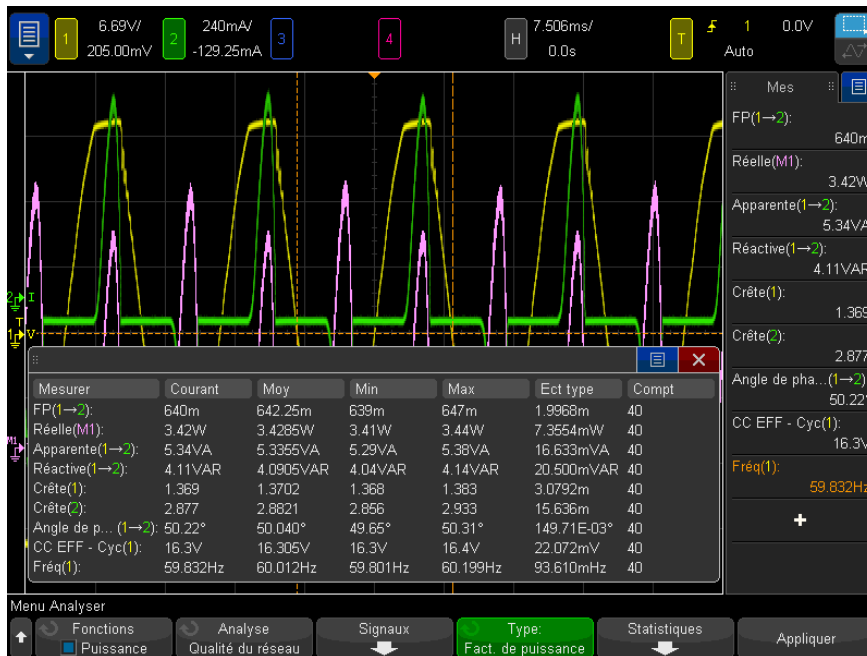 1 6.69V/ 2 240mA/ 3 4 H 7.506ms/ T 1 0.0V
205.00mV -129.25mA 0.0s Auto
Mes
FP(1→2):
640m
Réelle(M1):
3.42W
Apparente(1→2):
5.34VA
Réactive(1→2):
4.11VAR
Crête(1):
1.369
Crête(2):
2.877
Angle de pha...(1→2)
50.22°
CC EFF - Cyc(1):
16.3V
Fréq(1):
59.832Hz
+
2 I
T
1 V
M1
Mesurer Courant Moy Min Max Ect type Compt
FP(1→2): 640m 642.25m 639m 647m 1.9968m 40
Réelle(M1): 3.42W 3.4285W 3.41W 3.44W 7.3554mW 40
Apparente(1→2): 5.34VA 5.3355VA 5.29VA 5.38VA 16.633mVA 40
Réactive(1→2): 4.11VAR 4.0905VAR 4.04VAR 4.14VAR 20.500mVAR 40
Crête(1): 1.369 1.3702 1.368 1.383 3.0792m 40
Crête(2): 2.877 2.8821 2.856 2.933 15.636m 40
Angle de p... (1→2): 50.22° 50.040° 49.65° 50.31° 149.71E-03° 40
CC EFF - Cyc(1): 16.3V 16.305V 16.3V 16.4V 22.072mV 40
Fréq(1): 59.832Hz 60.012Hz 59.801Hz 60.199Hz 93.610mHz 40
Menu Analyser
Fonctions Analyse Signaux Type: Statistiques Appliquer
Puissance Qualité du réseau Fact. de puissance